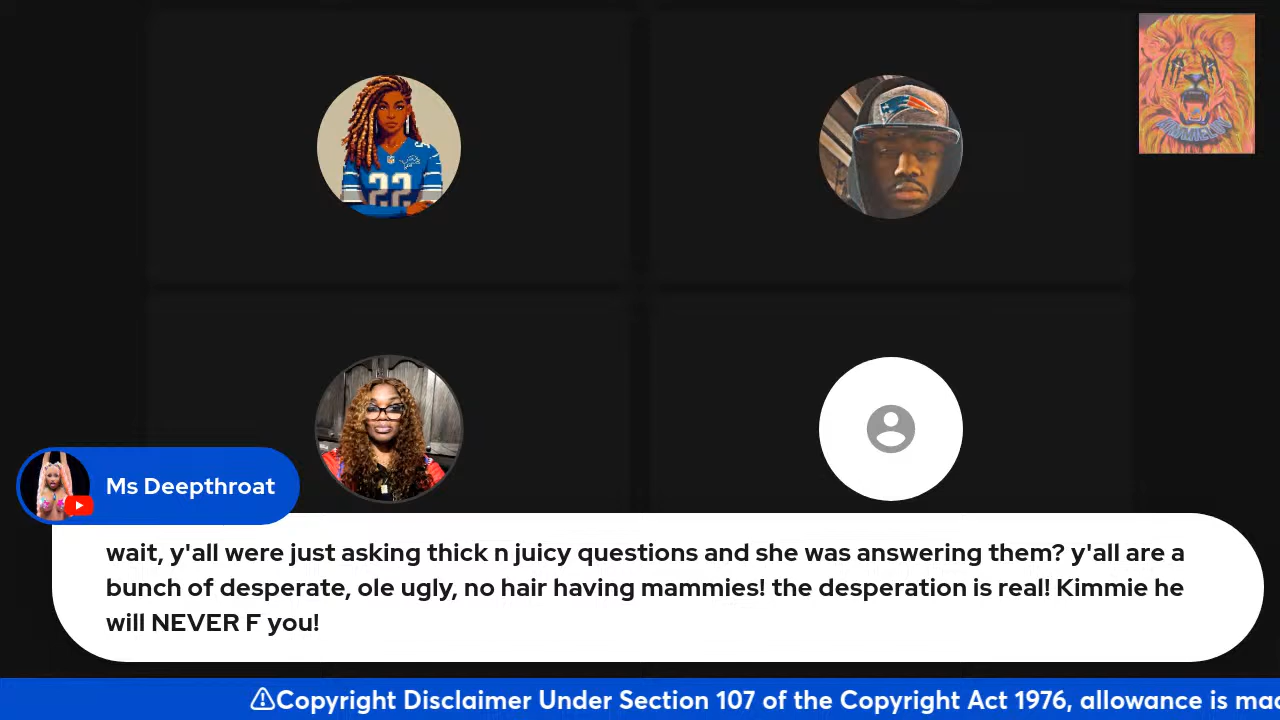 22
Ms Deepthroat
wait, y'all were just asking thick n juicy questions and she was answering them? y'all are a
bunch of desperate, ole ugly, no hair having mammies! the desperation is real! Kimmie he
will NEVER F you!
⚠Copyright Disclaimer Under Section 107 of the Copyright Act 1976, allowance is mad